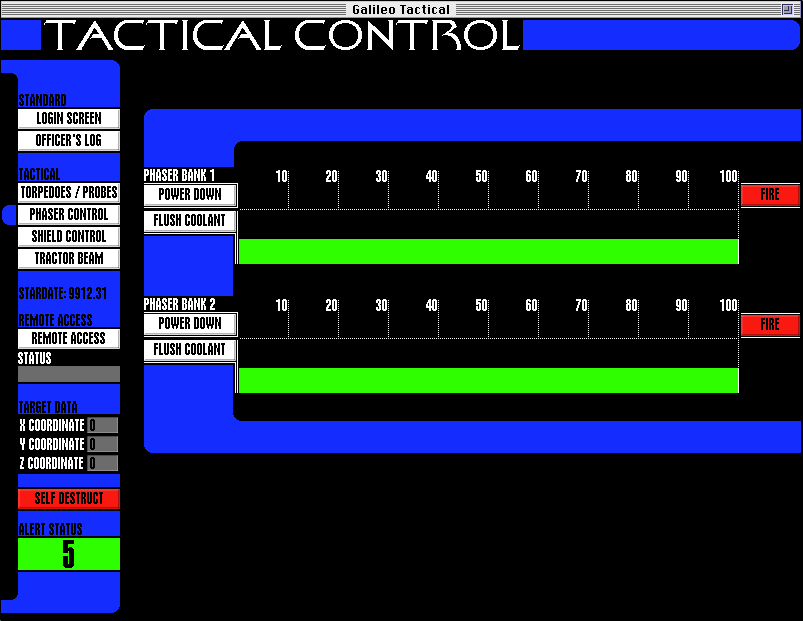 Galileo Tactical
TACTICAL CONTROL
STANDARD
LOGIN SCREEN
OFFICER'S LOG
TACTICAL
TORPEDOES / PROBES
PHASER CONTROL
SHIELD CONTROL
TRACTOR BEAM
STARDATE: 9912.31
REMOTE ACCESS
REMOTE ACCESS
STATUS
TARGET DATA
X COORDINATE 0
Y COORDINATE 0
Z COORDINATE 0
SELF DESTRUCT
ALERT STATUS
5
PHASER BANK 1
10 20 30 40 50 60 70 80 90 100
POWER DOWN
FIRE
FLUSH COOLANT
PHASER BANK 2
10 20 30 40 50 60 70 80 90 100
POWER DOWN
FIRE
FLUSH COOLANT